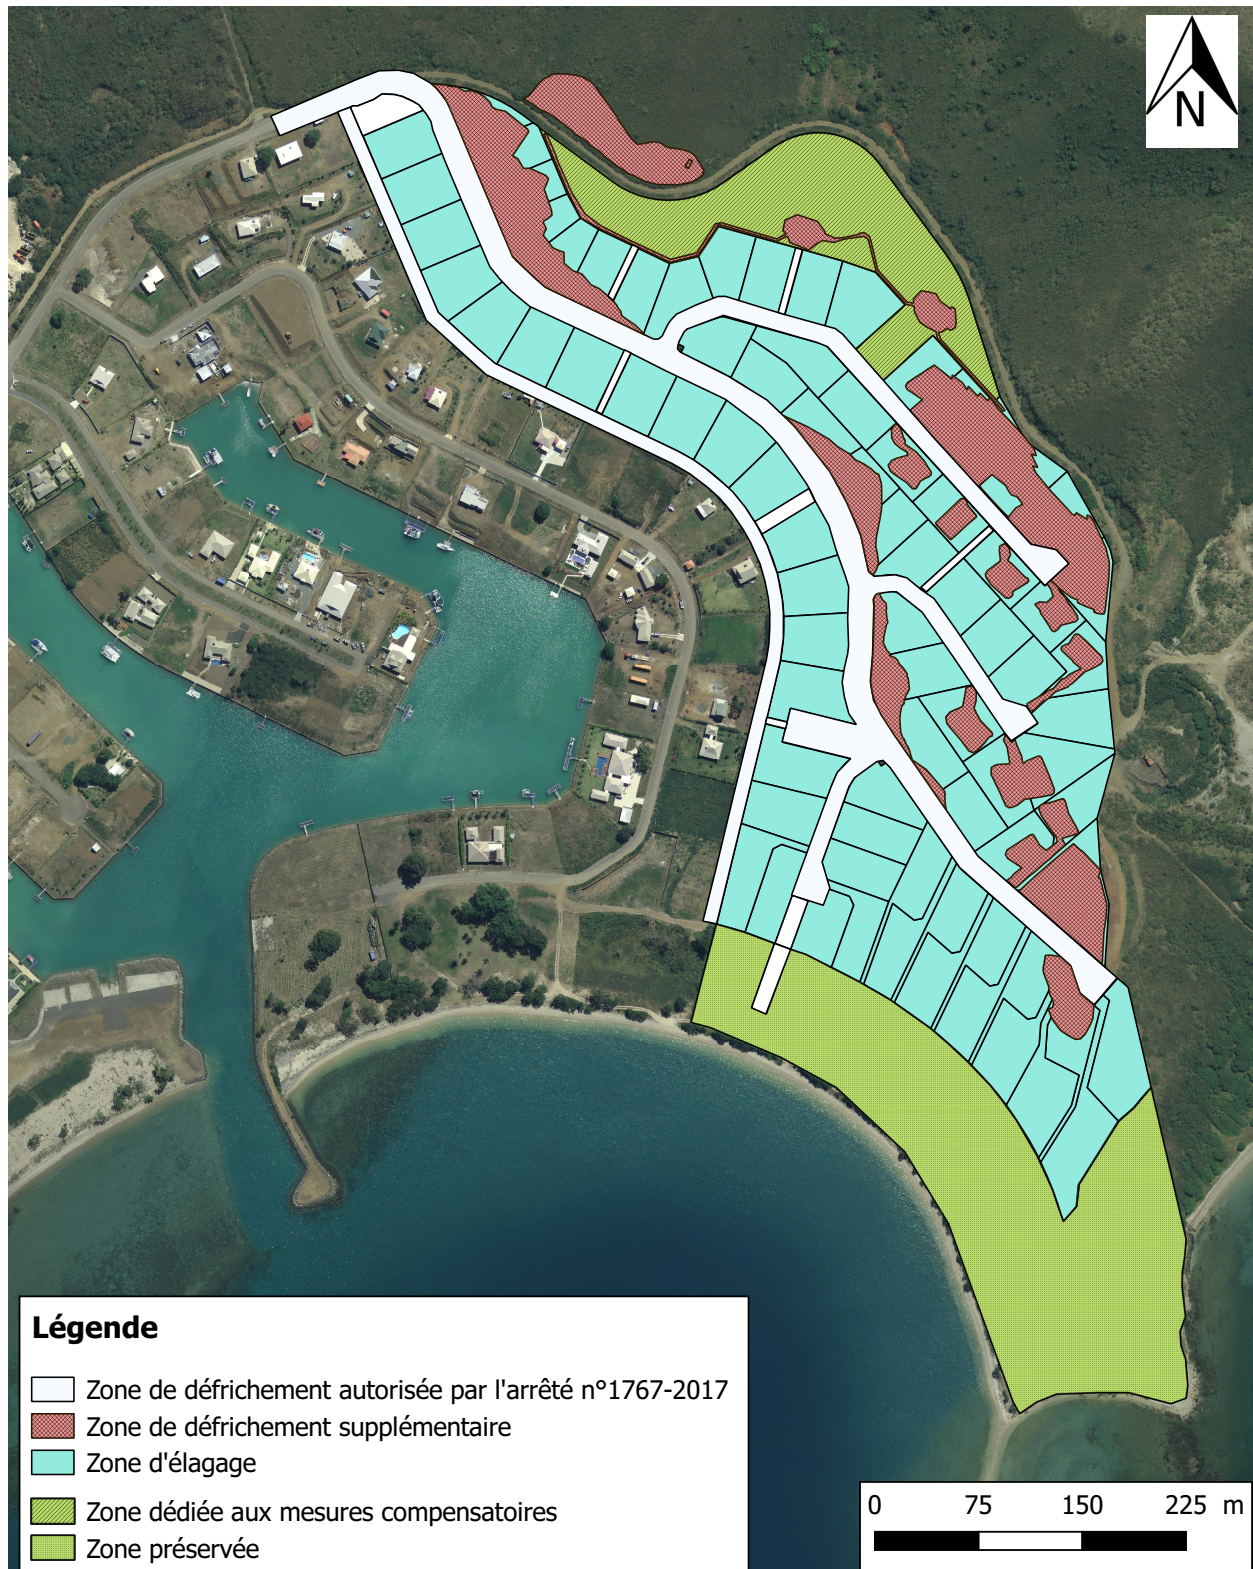 N
Légende
Zone de défrichement autorisée par l'arrêté n°1767-2017
Zone de défrichement supplémentaire
Zone d'élagage
Zone dédiée aux mesures compensatoires
Zone préservée
0 75 150 225 m